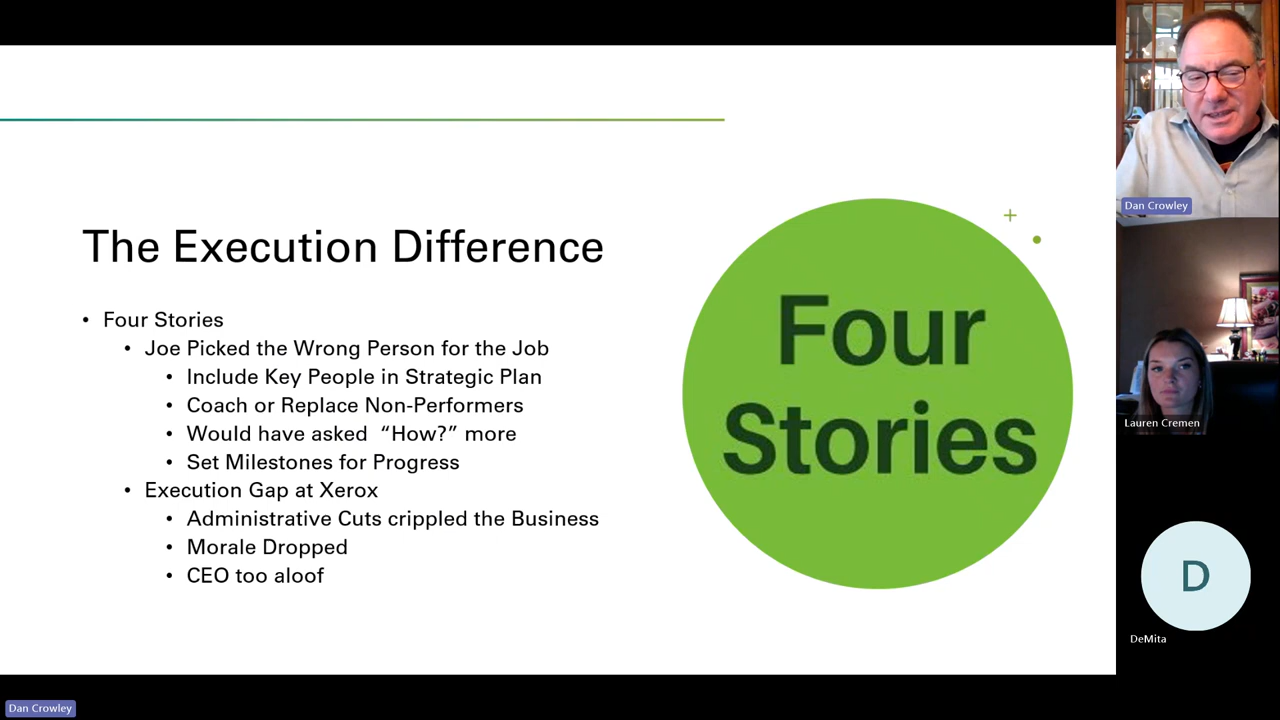 The Execution Difference
• Four Stories
• Joe Picked the Wrong Person for the Job
• Include Key People in Strategic Plan
• Coach or Replace Non-Performers
• Would have asked “How?” more
• Set Milestones for Progress
• Execution Gap at Xerox
• Administrative Cuts crippled the Business
• Morale Dropped
• CEO too aloof
Four
Stories
Dan Crowley
Lauren Cremen
D
DeMita
Dan Crowley